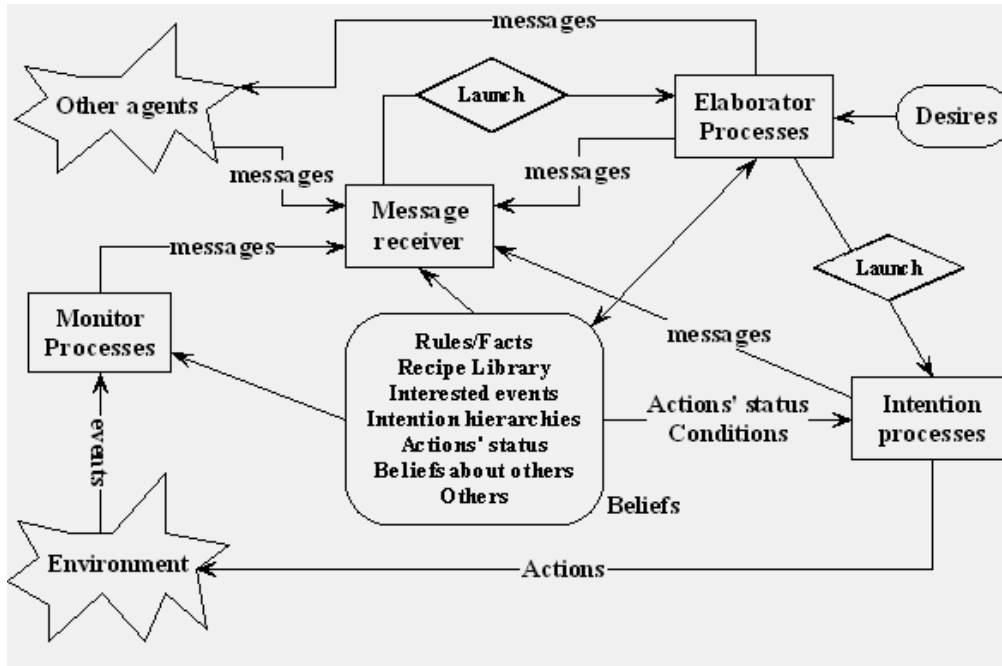 messages
Launch
Other agents
Elaborator
Processes
Desires
messages
messages
Message
receiver
messages
Launch
Monitor
Processes
messages
Rules/Facts
Recipe Library
Interested events
Intention hierarchies
Actions' status
Beliefs about others
Others
Actions' status
Conditions
Intention
processes
events
Beliefs
Environment
Actions